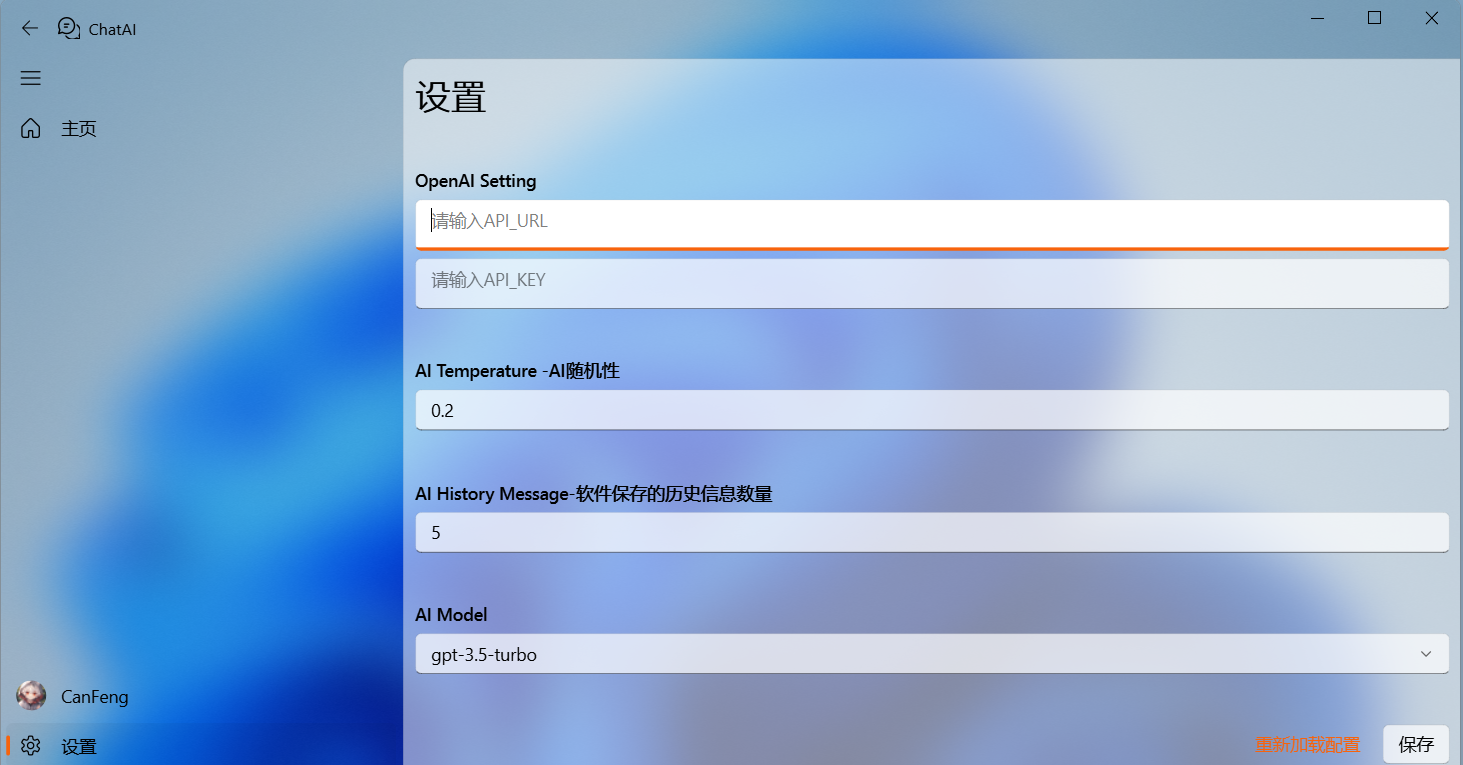 ChatAI
主页
设置
OpenAI Setting
请输入API_URL
请输入API_KEY
AI Temperature -AI随机性
0.2
AI History Message-软件保存的历史信息数量
5
AI Model
gpt-3.5-turbo
CanFeng
设置
重新加载配置
保存